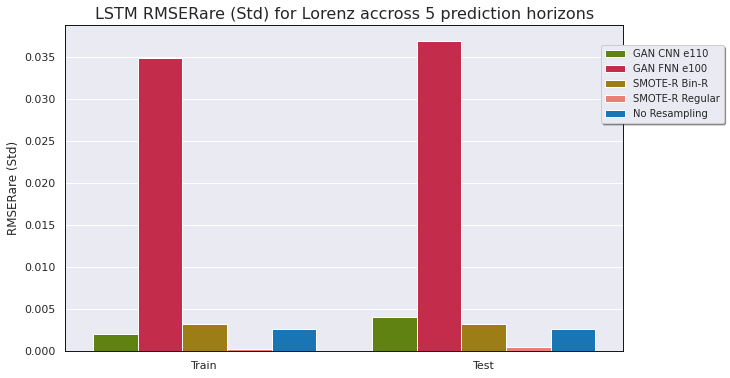 LSTM RMSERare (Std) for Lorenz accross 5 prediction horizons
GAN CNN e110
GAN FNN e100
SMOTE-R Bin-R
SMOTE-R Regular
No Resampling
RMSERare (Std)
0.035
0.030
0.025
0.020
0.015
0.010
0.005
0.000
Train
Test